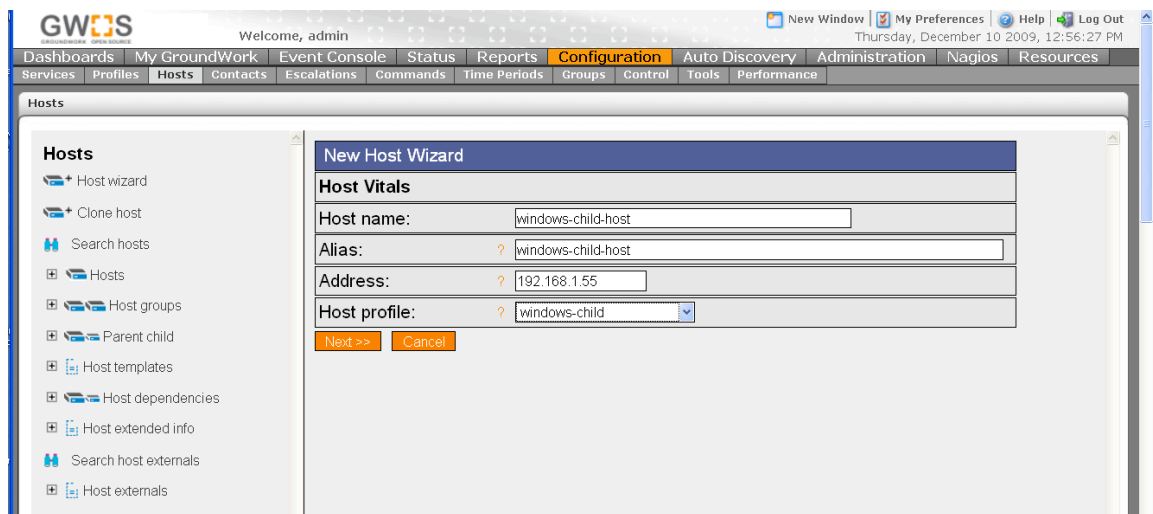 GWOS
GROUNDWORK OPEN SOURCE
Welcome, admin
New Window My Preferences Help Log Out
Thursday, December 10 2009, 12:56:27 PM
Dashboards My GroundWork Event Console Status Reports Configuration Auto Discovery Administration Nagios Resources
Services Profiles Hosts Contacts Escalations Commands Time Periods Groups Control Tools Performance
Hosts
Hosts
Host wizard
Clone host
Search hosts
Hosts
Host groups
Parent child
Host templates
Host dependencies
Host extended info
Search host externals
Host externals
New Host Wizard
Host Vitals
Host name: windows-child-host
Alias: ? windows-child-host
Address: ? 192.168.1.55
Host profile: ? windows-child
Next >> Cancel